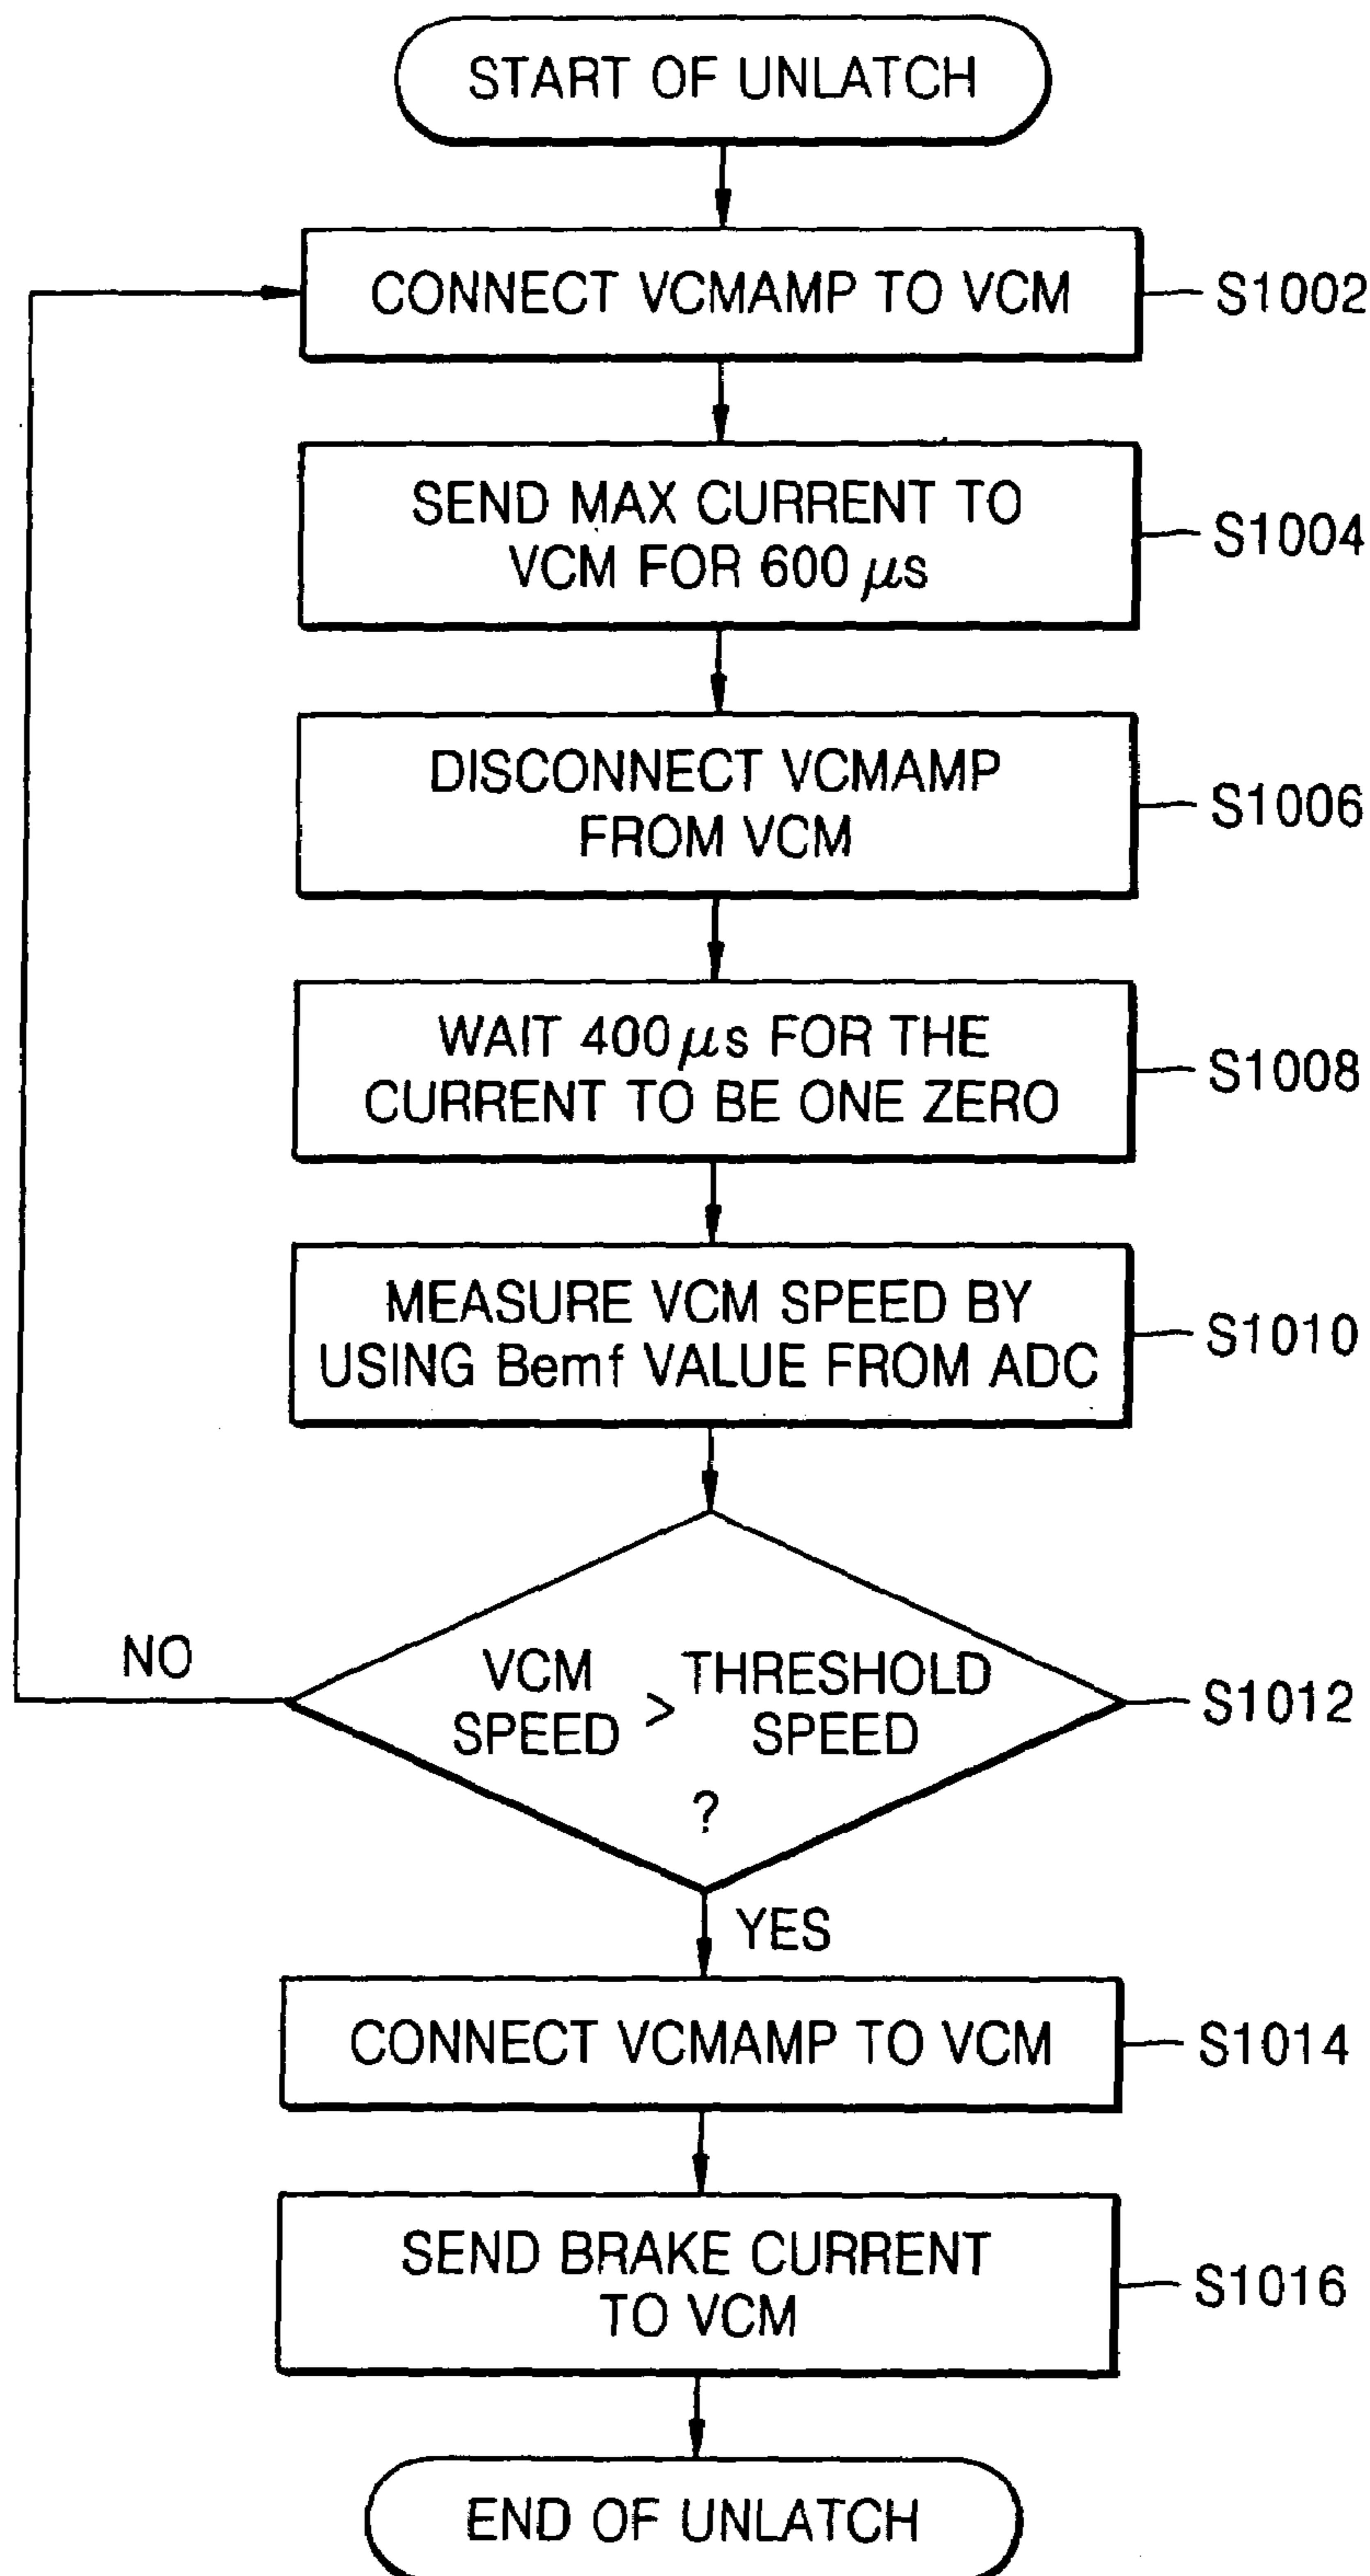 START OF UNLATCH
CONNECT VCMAMP TO VCM
S1002
SEND MAX CURRENT TO
VCM FOR 600 µs
S1004
DISCONNECT VCMAMP
FROM VCM
S1006
WAIT 400µs FOR THE
CURRENT TO BE ONE ZERO
S1008
MEASURE VCM SPEED BY
USING Bemf VALUE FROM ADC
S1010
VCM
SPEED
>
THRESHOLD
SPEED
?
S1012
NO
YES
CONNECT VCMAMP TO VCM
S1014
SEND BRAKE CURRENT
TO VCM
S1016
END OF UNLATCH